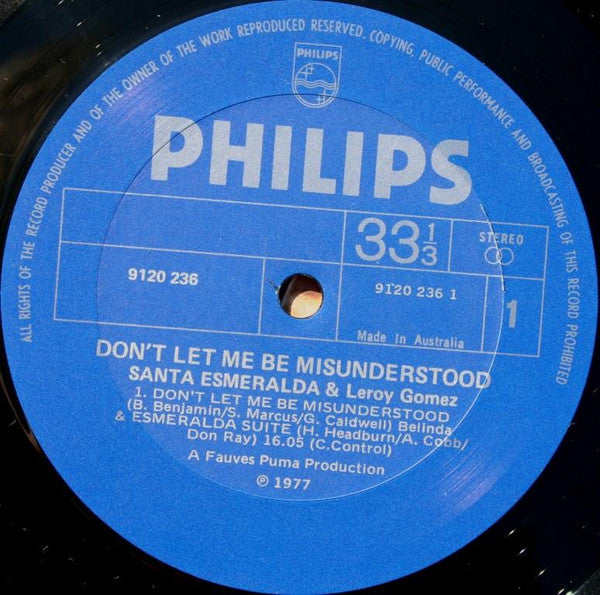 ALL RIGHTS OF THE RECORD PRODUCER AND OF THE OWNER OF THE WORK REPRODUCED RESERVED. COPYING, PUBLIC PERFORMANCE AND BROADCASTING OF THIS RECORD PROHIBITED
PHILIPS
PHILIPS
33 1/3
STEREO
9120 236
9120 236 1
1
Made In Australia
DON'T LET ME BE MISUNDERSTOOD
SANTA ESMERALDA & Leroy Gomez
1. DON'T LET ME BE MISUNDERSTOOD
(B. Benjamin/S. Marcus/G. Caldwell) Belinda
& ESMERALDA SUITE (H. Headburn/A. Cobb/
Don Ray) 16.05 (C.Control)
A Fauves Puma Production
℗ 1977